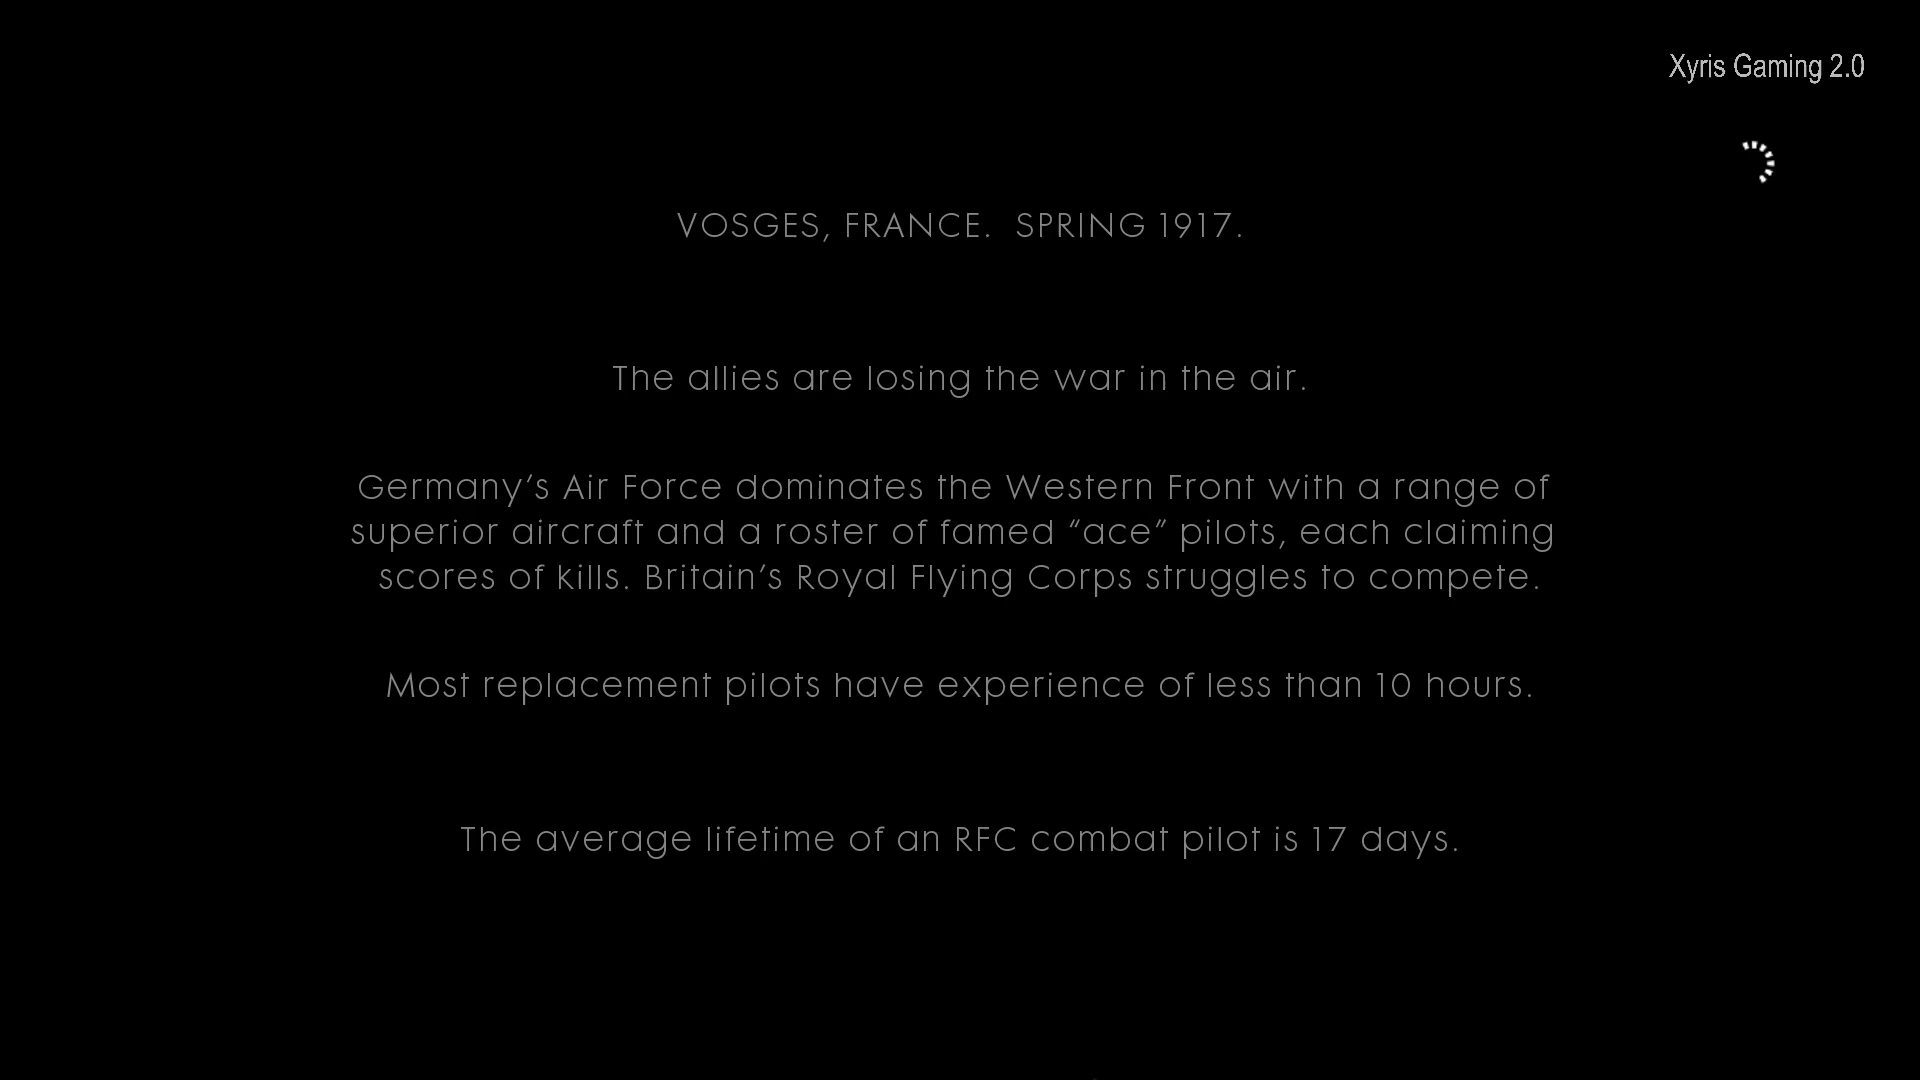 Xyris Gaming 2.0
VOSGES, FRANCE. SPRING 1917.
The allies are losing the war in the air.
Germany’s Air Force dominates the Western Front with a range of
superior aircraft and a roster of famed “ace” pilots, each claiming
scores of kills. Britain’s Royal Flying Corps struggles to compete.
Most replacement pilots have experience of less than 10 hours.
The average lifetime of an RFC combat pilot is 17 days.